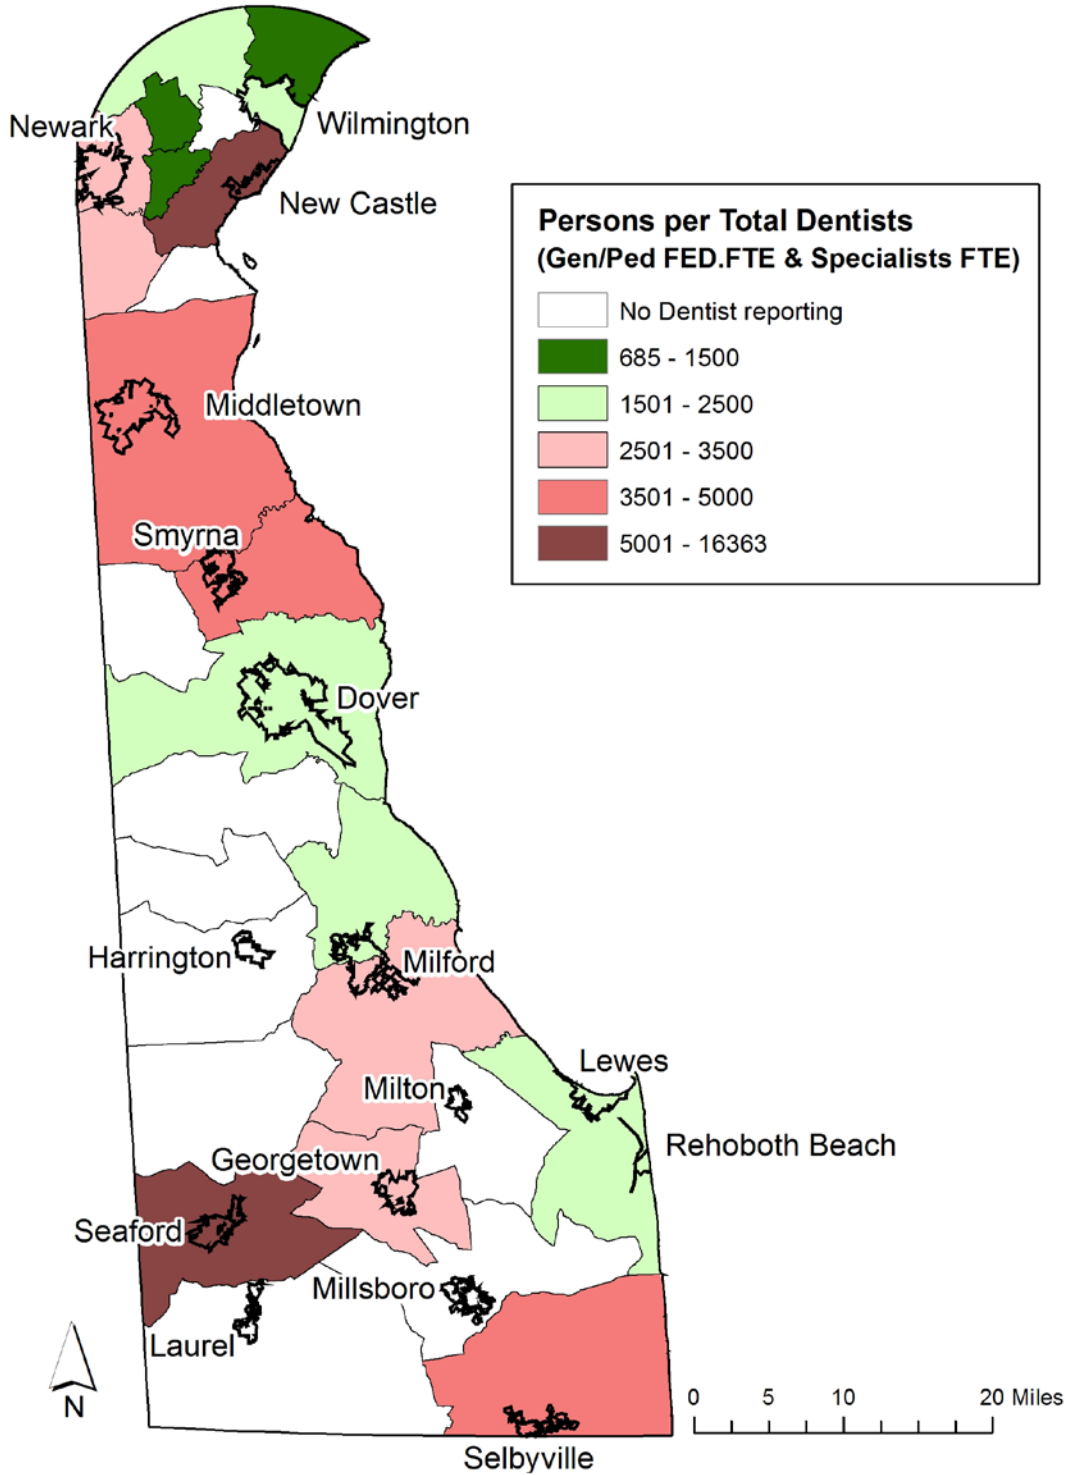 Newark
Wilmington
New Castle
Persons per Total Dentists
(Gen/Ped FED.FTE & Specialists FTE)
No Dentist reporting
685 - 1500
1501 - 2500
2501 - 3500
3501 - 5000
5001 - 16363
Middletown
Smyrna
Dover
Harrington
Milford
Lewes
Milton
Rehoboth Beach
Georgetown
Seaford
Millsboro
Laurel
N
0 5 10 20 Miles
Selbyville